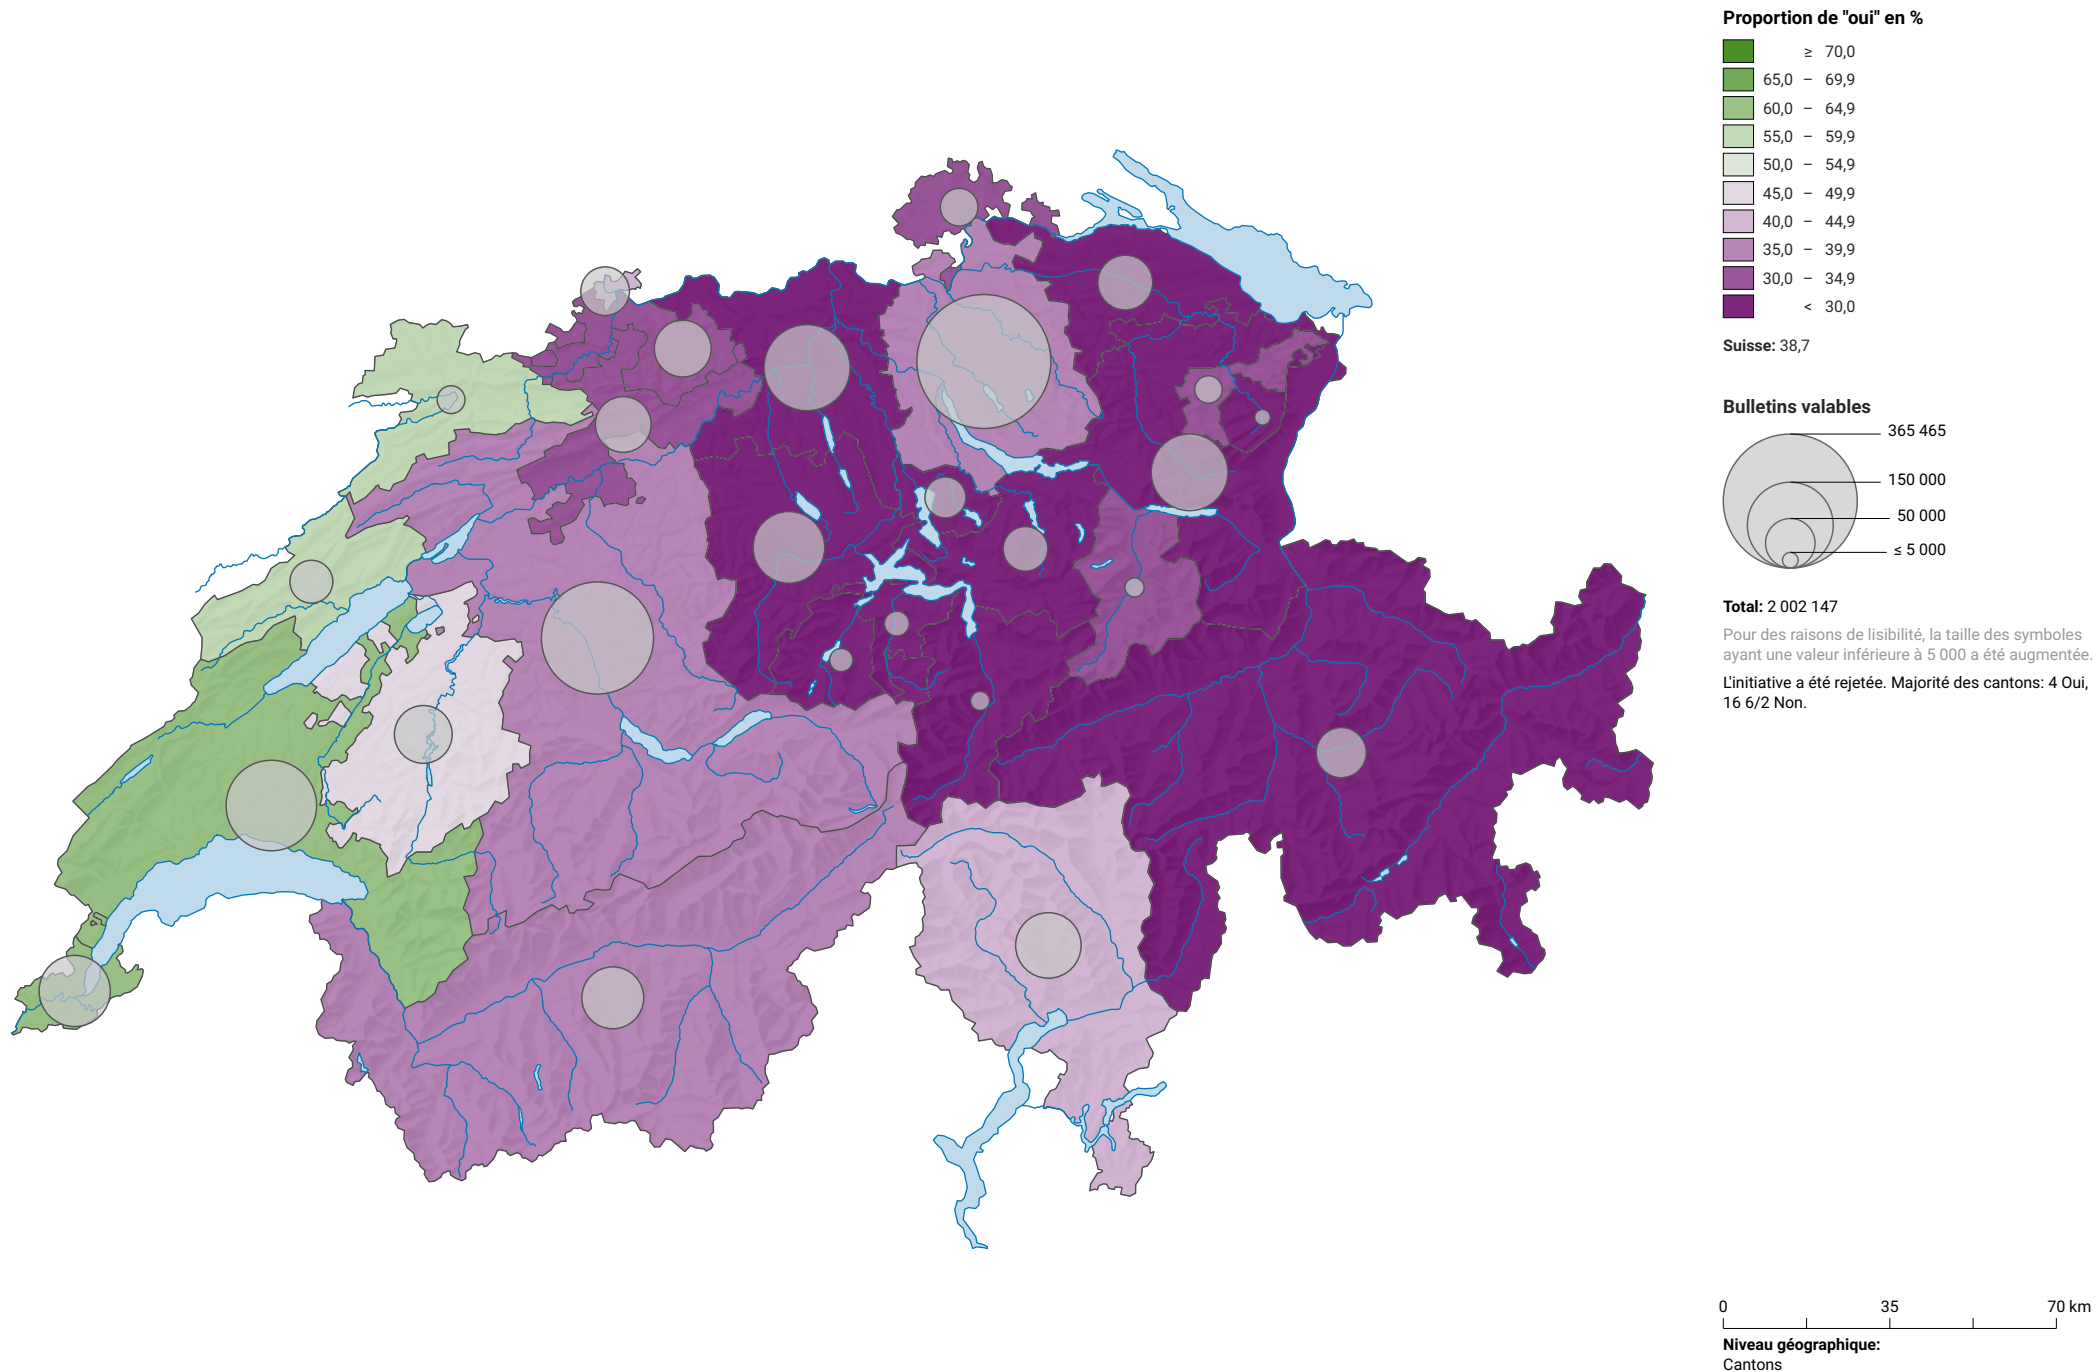 Proportion de "oui" en %
≥ 70,0
65,0 – 69,9
60,0 – 64,9
55,0 – 59,9
50,0 – 54,9
45,0 – 49,9
40,0 – 44,9
35,0 – 39,9
30,0 – 34,9
< 30,0
Suisse: 38,7
Bulletins valables
365 465
150 000
50 000
≤ 5 000
Total: 2 002 147
Pour des raisons de lisibilité, la taille des symboles
ayant une valeur inférieure à 5 000 a été augmentée.
L'initiative a été rejetée. Majorité des cantons: 4 Oui,
16 6/2 Non.
0 35 70 km
Niveau géographique:
Cantons